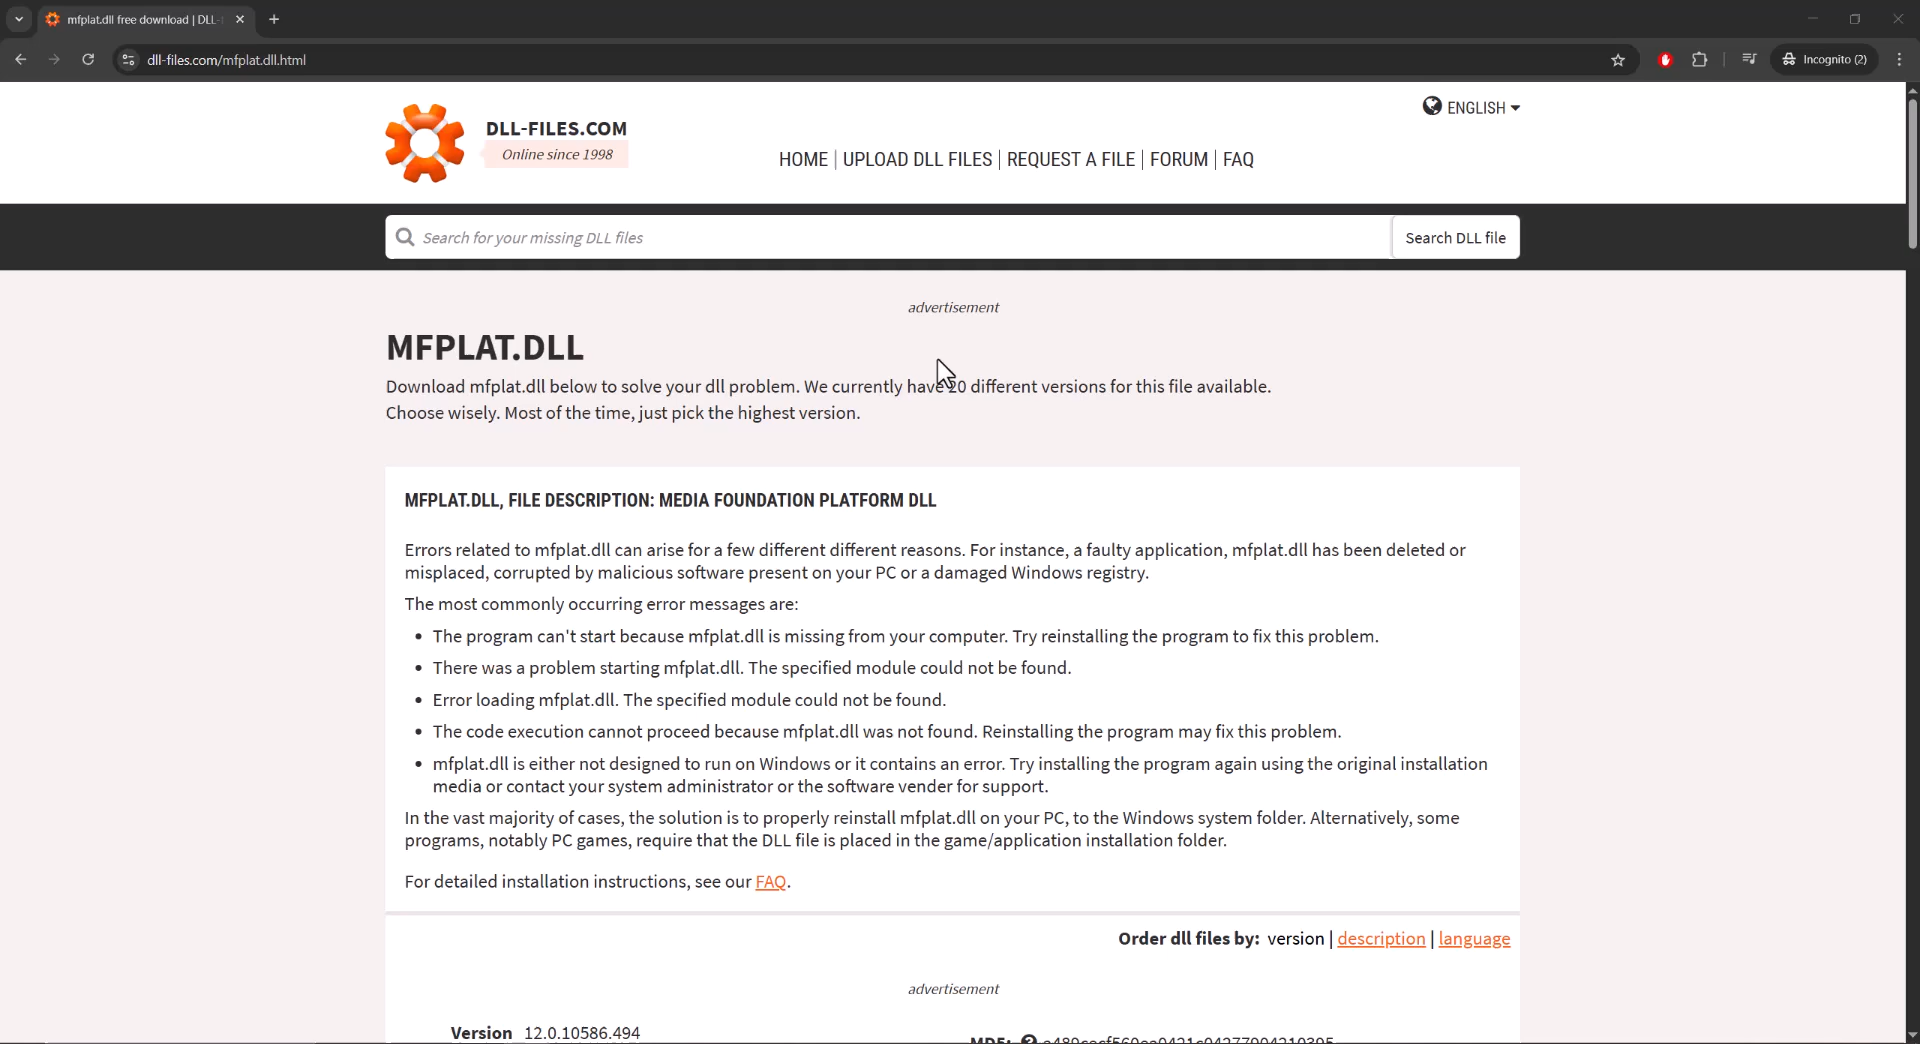 mfplat.dll free download | DLL-
dll-files.com/mfplat.dll.html
Incognito (2)
DLL-FILES.COM
Online since 1998
ENGLISH
HOME | UPLOAD DLL FILES | REQUEST A FILE | FORUM | FAQ
Search for your missing DLL files
Search DLL file
advertisement
MFPLAT.DLL
Download mfplat.dll below to solve your dll problem. We currently have 20 different versions for this file available.
Choose wisely. Most of the time, just pick the highest version.
MFPLAT.DLL, FILE DESCRIPTION: MEDIA FOUNDATION PLATFORM DLL
Errors related to mfplat.dll can arise for a few different different reasons. For instance, a faulty application, mfplat.dll has been deleted or
misplaced, corrupted by malicious software present on your PC or a damaged Windows registry.
The most commonly occurring error messages are:
• The program can't start because mfplat.dll is missing from your computer. Try reinstalling the program to fix this problem.
• There was a problem starting mfplat.dll. The specified module could not be found.
• Error loading mfplat.dll. The specified module could not be found.
• The code execution cannot proceed because mfplat.dll was not found. Reinstalling the program may fix this problem.
• mfplat.dll is either not designed to run on Windows or it contains an error. Try installing the program again using the original installation
media or contact your system administrator or the software vender for support.
In the vast majority of cases, the solution is to properly reinstall mfplat.dll on your PC, to the Windows system folder. Alternatively, some
programs, notably PC games, require that the DLL file is placed in the game/application installation folder.
For detailed installation instructions, see our FAQ.
Order dll files by: version | description | language
advertisement
Version 12.0.10586.494
MD5: